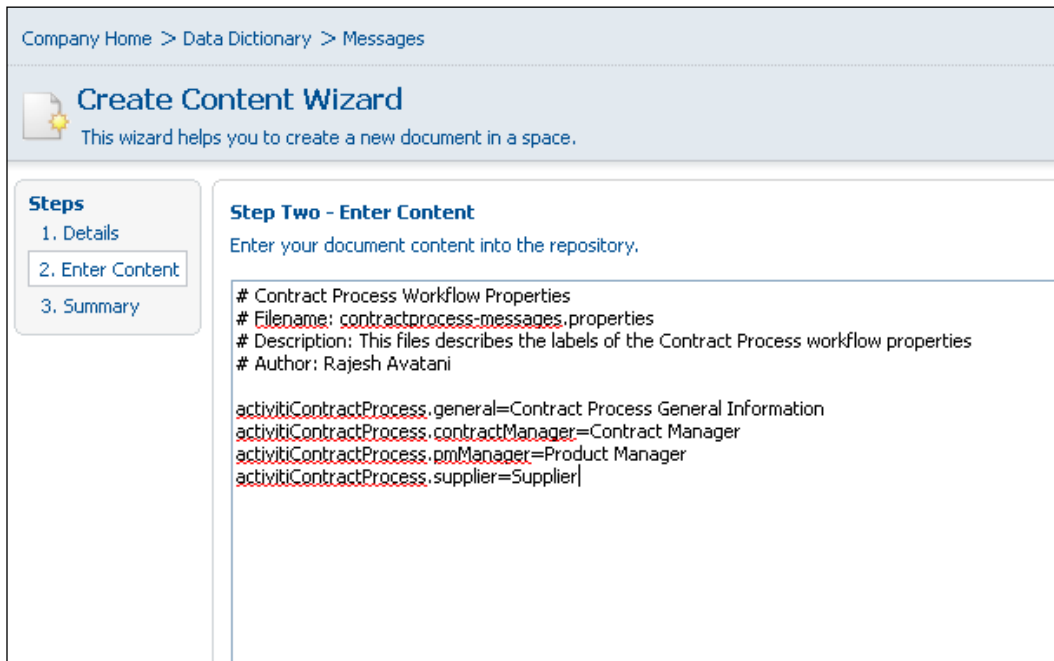 Company Home > Data Dictionary > Messages
Create Content Wizard
This wizard helps you to create a new document in a space.
Steps
1. Details
2. Enter Content
3. Summary
Step Two - Enter Content
Enter your document content into the repository.
# Contract Process Workflow Properties
# Filename: contractprocess-messages.properties
# Description: This files describes the labels of the Contract Process workflow properties
# Author: Rajesh Avatani
activitiContractProcess.general=Contract Process General Information
activitiContractProcess.contractManager=Contract Manager
activitiContractProcess.pmManager=Product Manager
activitiContractProcess.supplier=Supplier